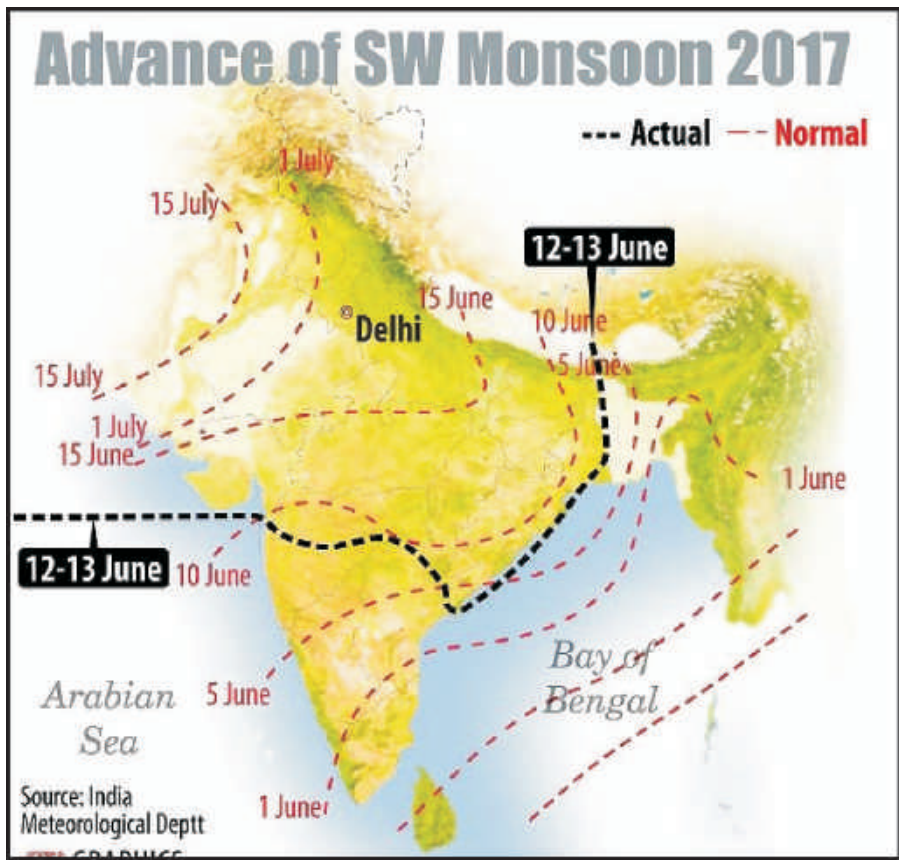 Advance of SW Monsoon 2017
--- Actual
--- Normal
1 July
15 July
12-13 June
15 June
Delhi
10 June
5 June
15 July
1 July
15 June
1 June
12-13 June
10 June
Bay of
Bengal
5 June
Arabian
Sea
1 June
Source: India
Meteorological Deptt
GRAPHICS